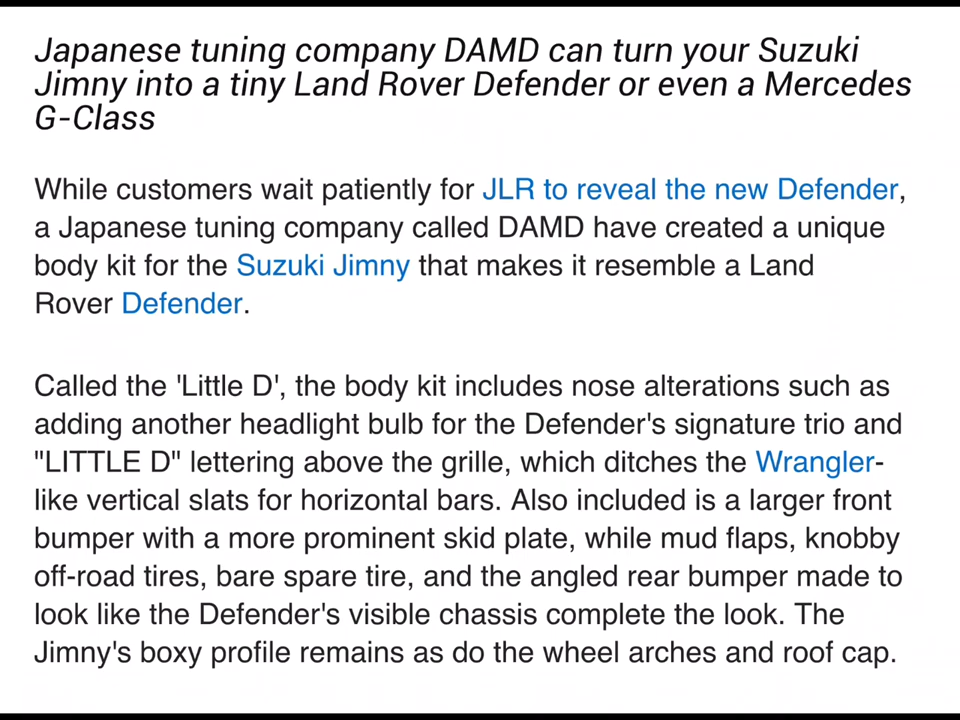 Japanese tuning company DAMD can turn your Suzuki
Jimny into a tiny Land Rover Defender or even a Mercedes
G-Class
While customers wait patiently for JLR to reveal the new Defender,
a Japanese tuning company called DAMD have created a unique
body kit for the Suzuki Jimny that makes it resemble a Land
Rover Defender.
Called the 'Little D', the body kit includes nose alterations such as
adding another headlight bulb for the Defender's signature trio and
"LITTLE D" lettering above the grille, which ditches the Wrangler-
like vertical slats for horizontal bars. Also included is a larger front
bumper with a more prominent skid plate, while mud flaps, knobby
off-road tires, bare spare tire, and the angled rear bumper made to
look like the Defender's visible chassis complete the look. The
Jimny's boxy profile remains as do the wheel arches and roof cap.